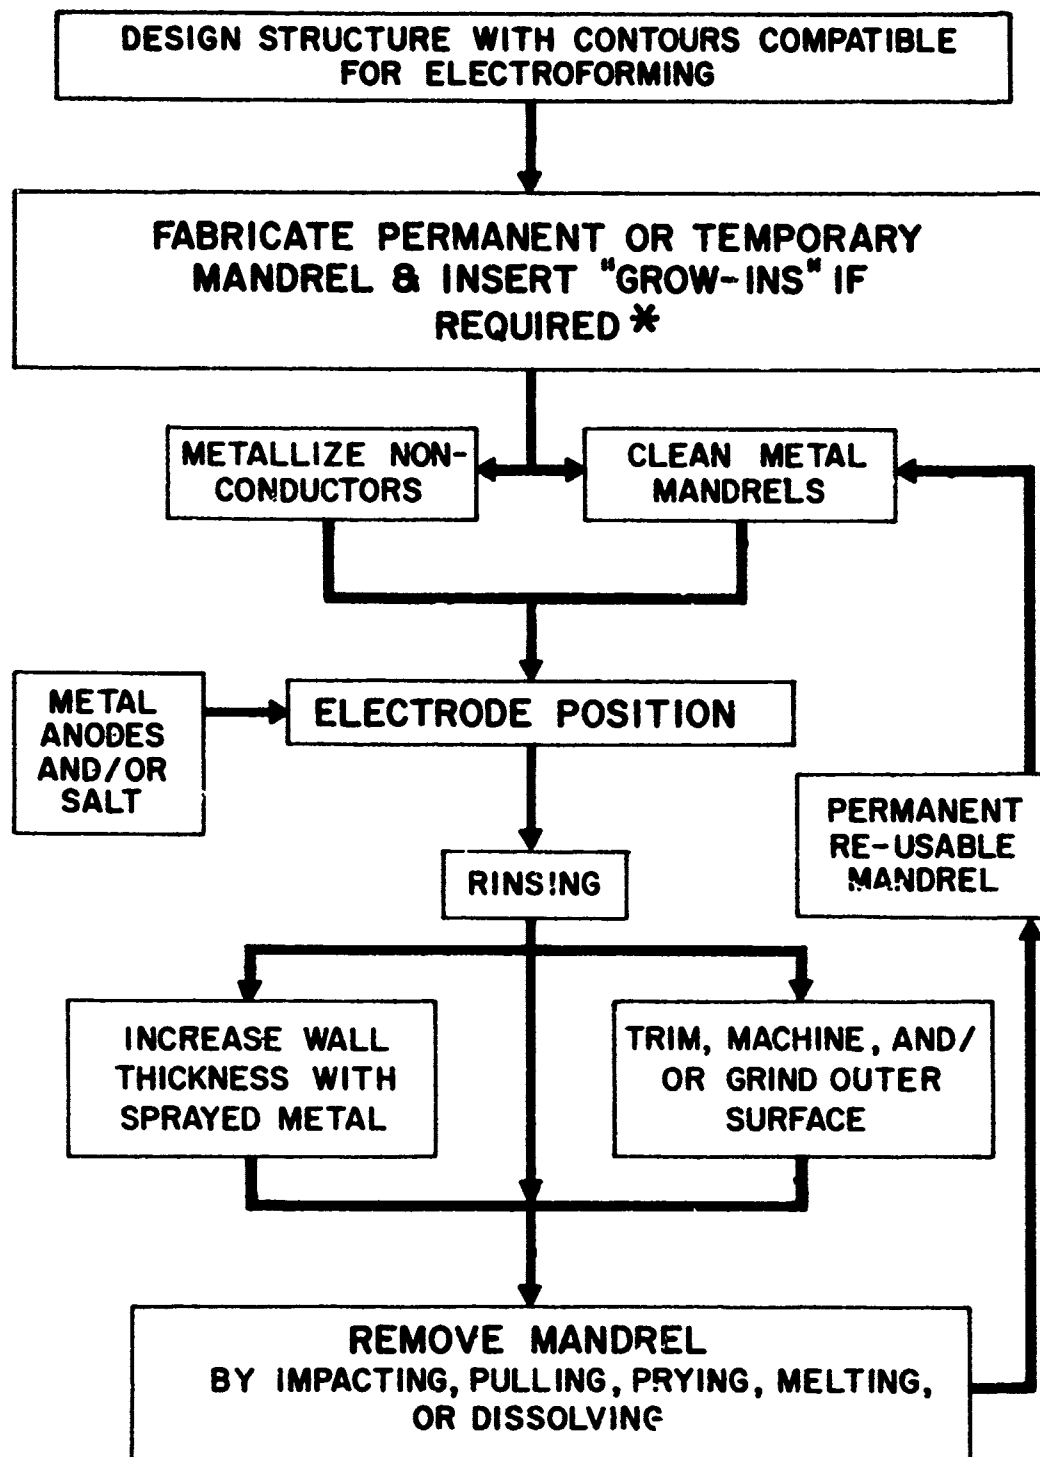 DESIGN STRUCTURE WITH CONTOURS COMPATIBLE
FOR ELECTROFORMING
FABRICATE PERMANENT OR TEMPORARY
MANDREL & INSERT "GROW-INS" IF
REQUIRED *
METALLIZE NON-
CONDUCTORS
CLEAN METAL
MANDRELS
METAL
ANODES
AND/OR
SALT
ELECTRODE POSITION
PERMANENT
RE-USABLE
MANDREL
RINSING
INCREASE WALL
THICKNESS WITH
SPRAYED METAL
TRIM, MACHINE, AND/
OR GRIND OUTER
SURFACE
REMOVE MANDREL
BY IMPACTING, PULLING, PRYING, MELTING,
OR DISSOLVING